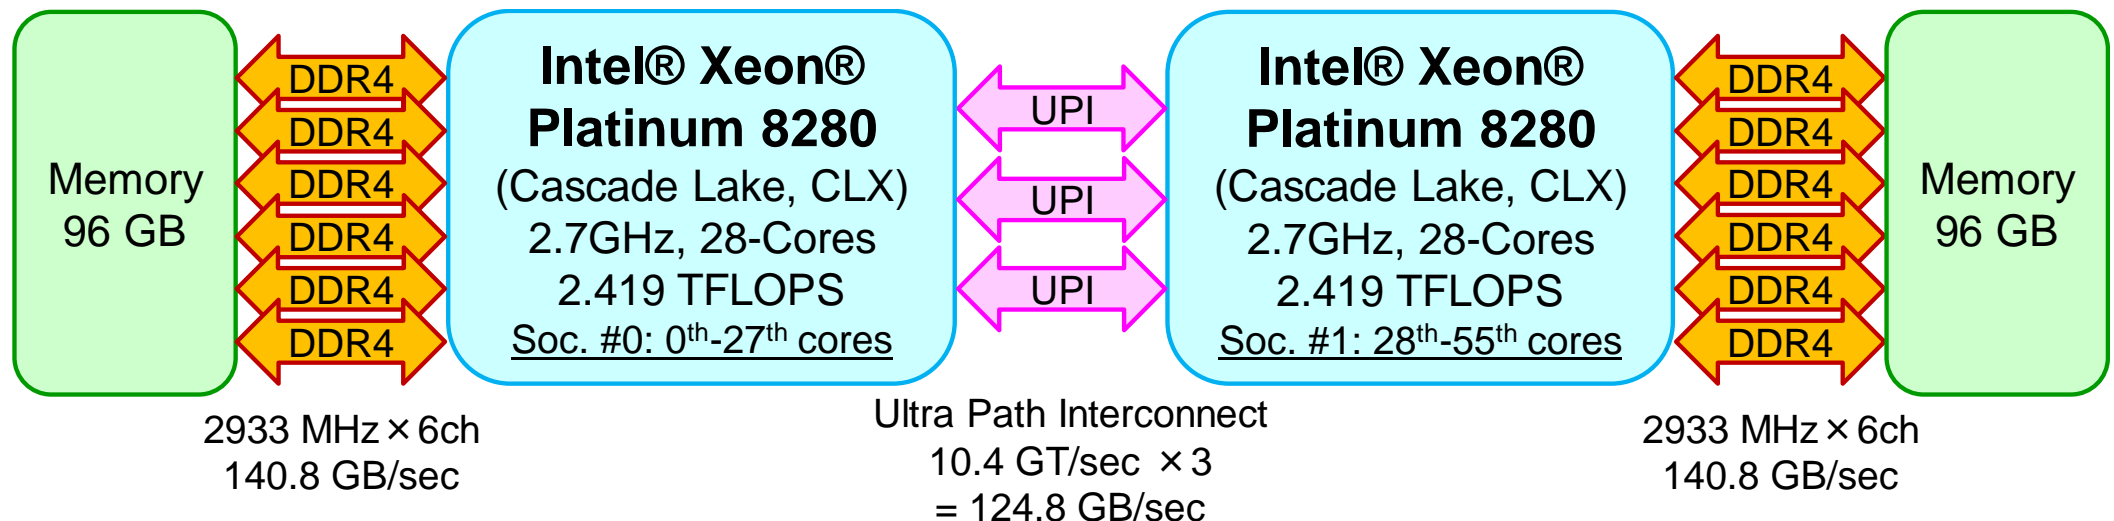 Memory
96 GB
DDR4
DDR4
DDR4
DDR4
DDR4
DDR4
2933 MHz×6ch
140.8 GB/sec
Intel® Xeon®
Platinum 8280
(Cascade Lake, CLX)
2.7GHz, 28-Cores
2.419 TFLOPS
Soc. #0: 0th-27th cores
UPI
UPI
UPI
Ultra Path Interconnect
10.4 GT/sec ×3
= 124.8 GB/sec
Intel® Xeon®
Platinum 8280
(Cascade Lake, CLX)
2.7GHz, 28-Cores
2.419 TFLOPS
Soc. #1: 28th-55th cores
DDR4
DDR4
DDR4
DDR4
DDR4
DDR4
2933 MHz×6ch
140.8 GB/sec
Memory
96 GB